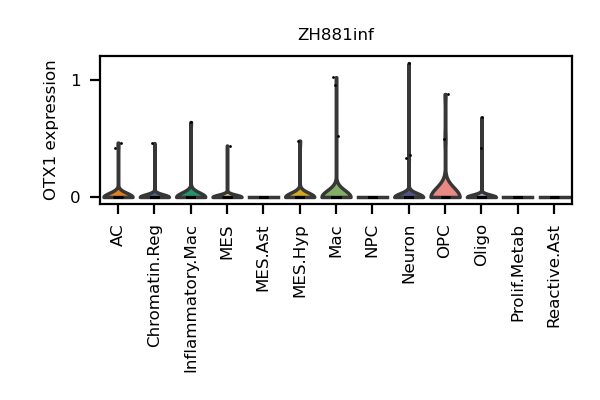 ZH881inf
OTX1 expression
1
0
AC
Chromatin.Reg
Inflammatory.Mac
MES
MES.Ast
MES.Hyp
Mac
NPC
Neuron
OPC
Oligo
Prolif.Metab
Reactive.Ast